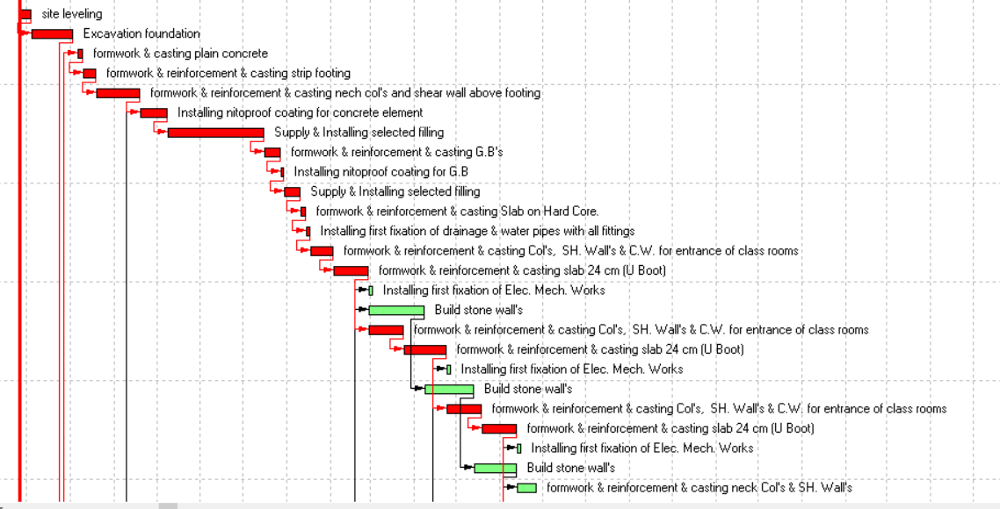 site leveling
Excavation foundation
formwork & casting plain concrete
formwork & reinforcement & casting strip footing
formwork & reinforcement & casting nech col's and shear wall above footing
Installing nitoproof coating for concrete element
Supply & Installing selected filling
formwork & reinforcement & casting G.B's
Installing nitoproof coating for G.B
Supply & Installing selected filling
formwork & reinforcement & casting Slab on Hard Core.
Installing first fixation of drainage & water pipes with all fittings
formwork & reinforcement & casting Col's, SH. Wall's & C.W. for entrance of class rooms
formwork & reinforcement & casting slab 24 cm (U Boot)
Installing first fixation of Elec. Mech. Works
Build stone wall's
formwork & reinforcement & casting Col's, SH. Wall's & C.W. for entrance of class rooms
formwork & reinforcement & casting slab 24 cm (U Boot)
Installing first fixation of Elec. Mech. Works
Build stone wall's
formwork & reinforcement & casting Col's, SH. Wall's & C.W. for entrance of class rooms
formwork & reinforcement & casting slab 24 cm (U Boot)
Installing first fixation of Elec. Mech. Works
Build stone wall's
formwork & reinforcement & casting neck Col's & SH. Wall's